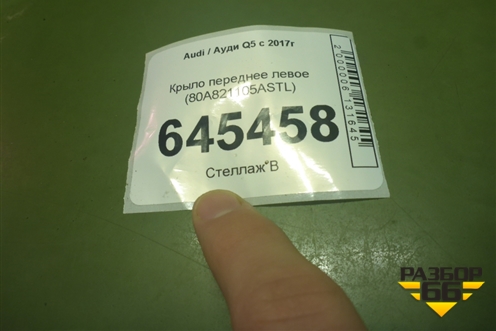 Audi / Ауди Q5 с 2017г
Крыло переднее левое
(80A821105ASTL)
645458
Стеллаж*В
2000006131645
РАЗБОР
66